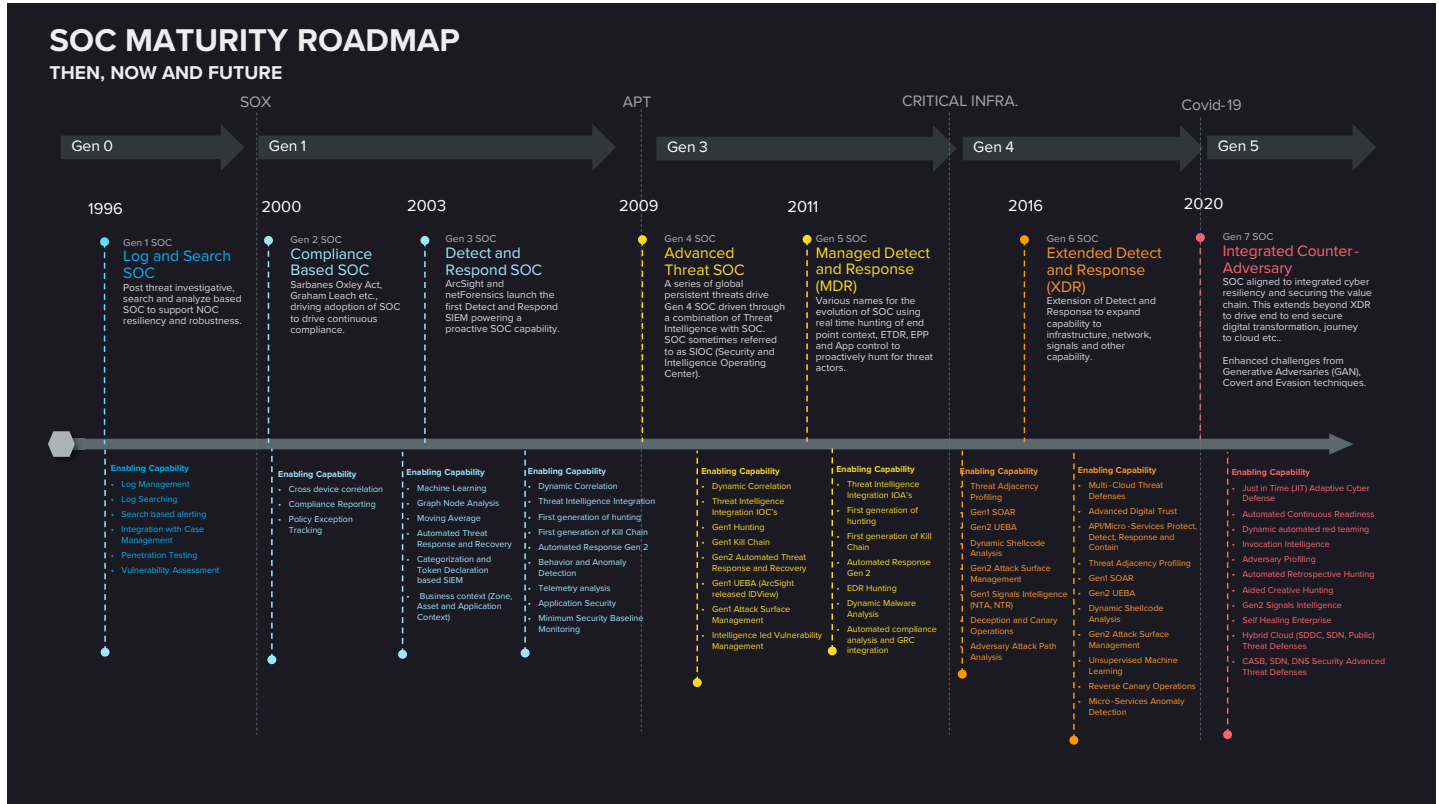 SOC MATURITY ROADMAP
THEN, NOW AND FUTURE
SOX
APT
CRITICAL INFRA.
Covid-19
Gen 0
Gen 1
Gen 3
Gen 4
Gen 5
1996
2000
2003
2009
2011
2016
2020
Gen 1 SOC
Log and Search
SOC
Post threat investigative,
search and analyze based
SOC to support NOC
resiliency and robustness.
Gen 2 SOC
Compliance
Based SOC
Sarbanes Oxley Act,
Graham Leach etc.,
driving adoption of SOC
to drive continuous
compliance.
Gen 3 SOC
Detect and
Respond SOC
ArcSight and
netForensics launch the
first Detect and Respond
SIEM powering a
proactive SOC capability.
Gen 4 SOC
Advanced
Threat SOC
A series of global
persistent threats drive
Gen 4 SOC driven through
a combination of Threat
Intelligence with SOC.
SOC sometimes referred
to as SIOC (Security and
Intelligence Operating
Center).
Gen 5 SOC
Managed Detect
and Response
(MDR)
Various names for the
evolution of SOC using
real time hunting of end
point context, ETDR, EPP
and App control to
proactively hunt for threat
actors.
Gen 6 SOC
Extended Detect
and Response
(XDR)
Extension of Detect and
Response to expand
capability to
infrastructure, network,
signals and other
capability.
Gen 7 SOC
Integrated Counter-
Adversary
SOC aligned to integrated cyber
resiliency and securing the value
chain. This extends beyond XDR
to drive end to end secure
digital transformation, journey
to cloud etc..
Enhanced challenges from
Generative Adversaries (GAN),
Covert and Evasion techniques.
Enabling Capability
• Log Management
• Log Searching
• Search based alerting
• Integration with Case
Management
• Penetration Testing
• Vulnerability Assessment
Enabling Capability
• Cross device correlation
• Compliance Reporting
• Policy Exception
Tracking
Enabling Capability
• Machine Learning
• Graph Node Analysis
• Moving Average
• Automated Threat
Response and Recovery
• Categorization and
Token Declaration
based SIEM
• Business context (Zone,
Asset and Application
Context)
Enabling Capability
• Dynamic Correlation
• Threat Intelligence Integration
• First generation of hunting
• First generation of Kill Chain
• Automated Response Gen 2
• Behavior and Anomaly
Detection
• Telemetry analysis
• Application Security
• Minimum Security Baseline
Monitoring
Enabling Capability
• Dynamic Correlation
• Threat Intelligence
Integration IOC's
• Gen1 Hunting
• Gen1 Kill Chain
• Gen2 Automated Threat
Response and Recovery
• Gen1 UEBA (ArcSight
released IDView)
• Gen1 Attack Surface
Management
• Intelligence led Vulnerability
Management
Enabling Capability
• Threat Intelligence
Integration IOA's
• First generation of
hunting
• First generation of Kill
Chain
• Automated Response
Gen 2
• EDR Hunting
• Dynamic Malware
Analysis
• Automated compliance
analysis and GRC
integration
Enabling Capability
• Threat Adjacency
Profiling
• Gen1 SOAR
• Gen2 UEBA
• Dynamic Shellcode
Analysis
• Gen2 Attack Surface
Management
• Gen1 Signals Intelligence
(NTA, NTR)
• Deception and Canary
Operations
• Adversary Attack Path
Analysis
Enabling Capability
• Multi-Cloud Threat
Defenses
• Advanced Digital Trust
• API/Micro-Services Protect,
Detect, Response and
Contain
• Threat Adjacency Profiling
• Gen1 SOAR
• Gen2 UEBA
• Dynamic Shellcode
Analysis
• Gen2 Attack Surface
Management
• Unsupervised Machine
Learning
• Reverse Canary Operations
• Micro-Services Anomaly
Detection
Enabling Capability
• Just in Time (JIT) Adaptive Cyber
Defense
• Automated Continuous Readiness
• Dynamic automated red teaming
• Invocation Intelligence
• Adversary Profiling
• Automated Retrospective Hunting
• Aided Creative Hunting
• Gen2 Signals Intelligence
• Self Healing Enterprise
• Hybrid Cloud (SDDC, SDN, Public)
Threat Defenses
• CASB, SDN, DNS Security Advanced
Threat Defenses